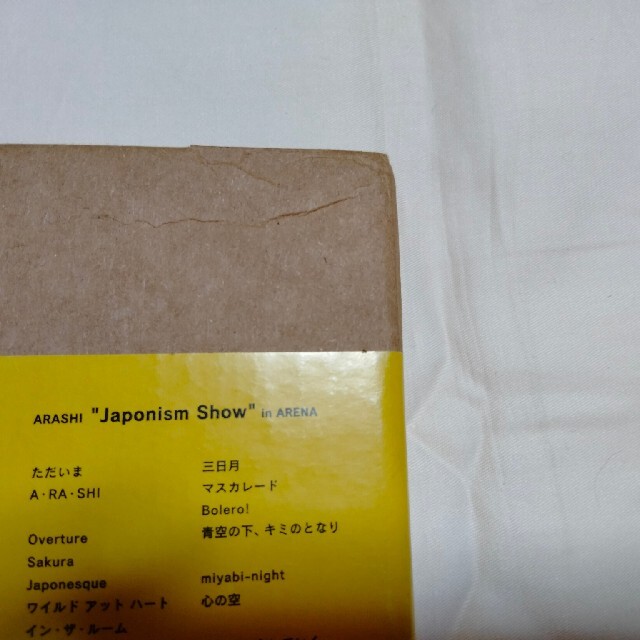 ARASHI "Japonism Show" in ARENA
ただいま
A・RA・SHI
Overture
Sakura
Japonesque
ワイルド アット ハート
イン・ザ・ルーム
三日月
マスカレード
Bolero!
青空の下、キミのとなり
miyabi-night
心の空